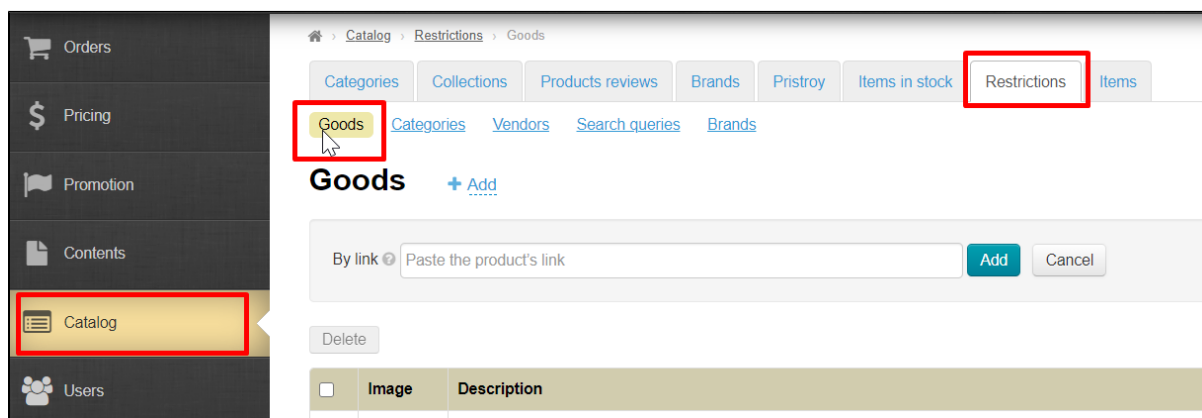 Orders
Pricing
Promotion
Contents
Catalog
Users
› Catalog › Restrictions › Goods
Categories Collections Products reviews Brands Pristroy Items in stock Restrictions Items
Goods Categories Vendors Search queries Brands
Goods + Add
By link ? Paste the product's link Add Cancel
Delete
Image Description